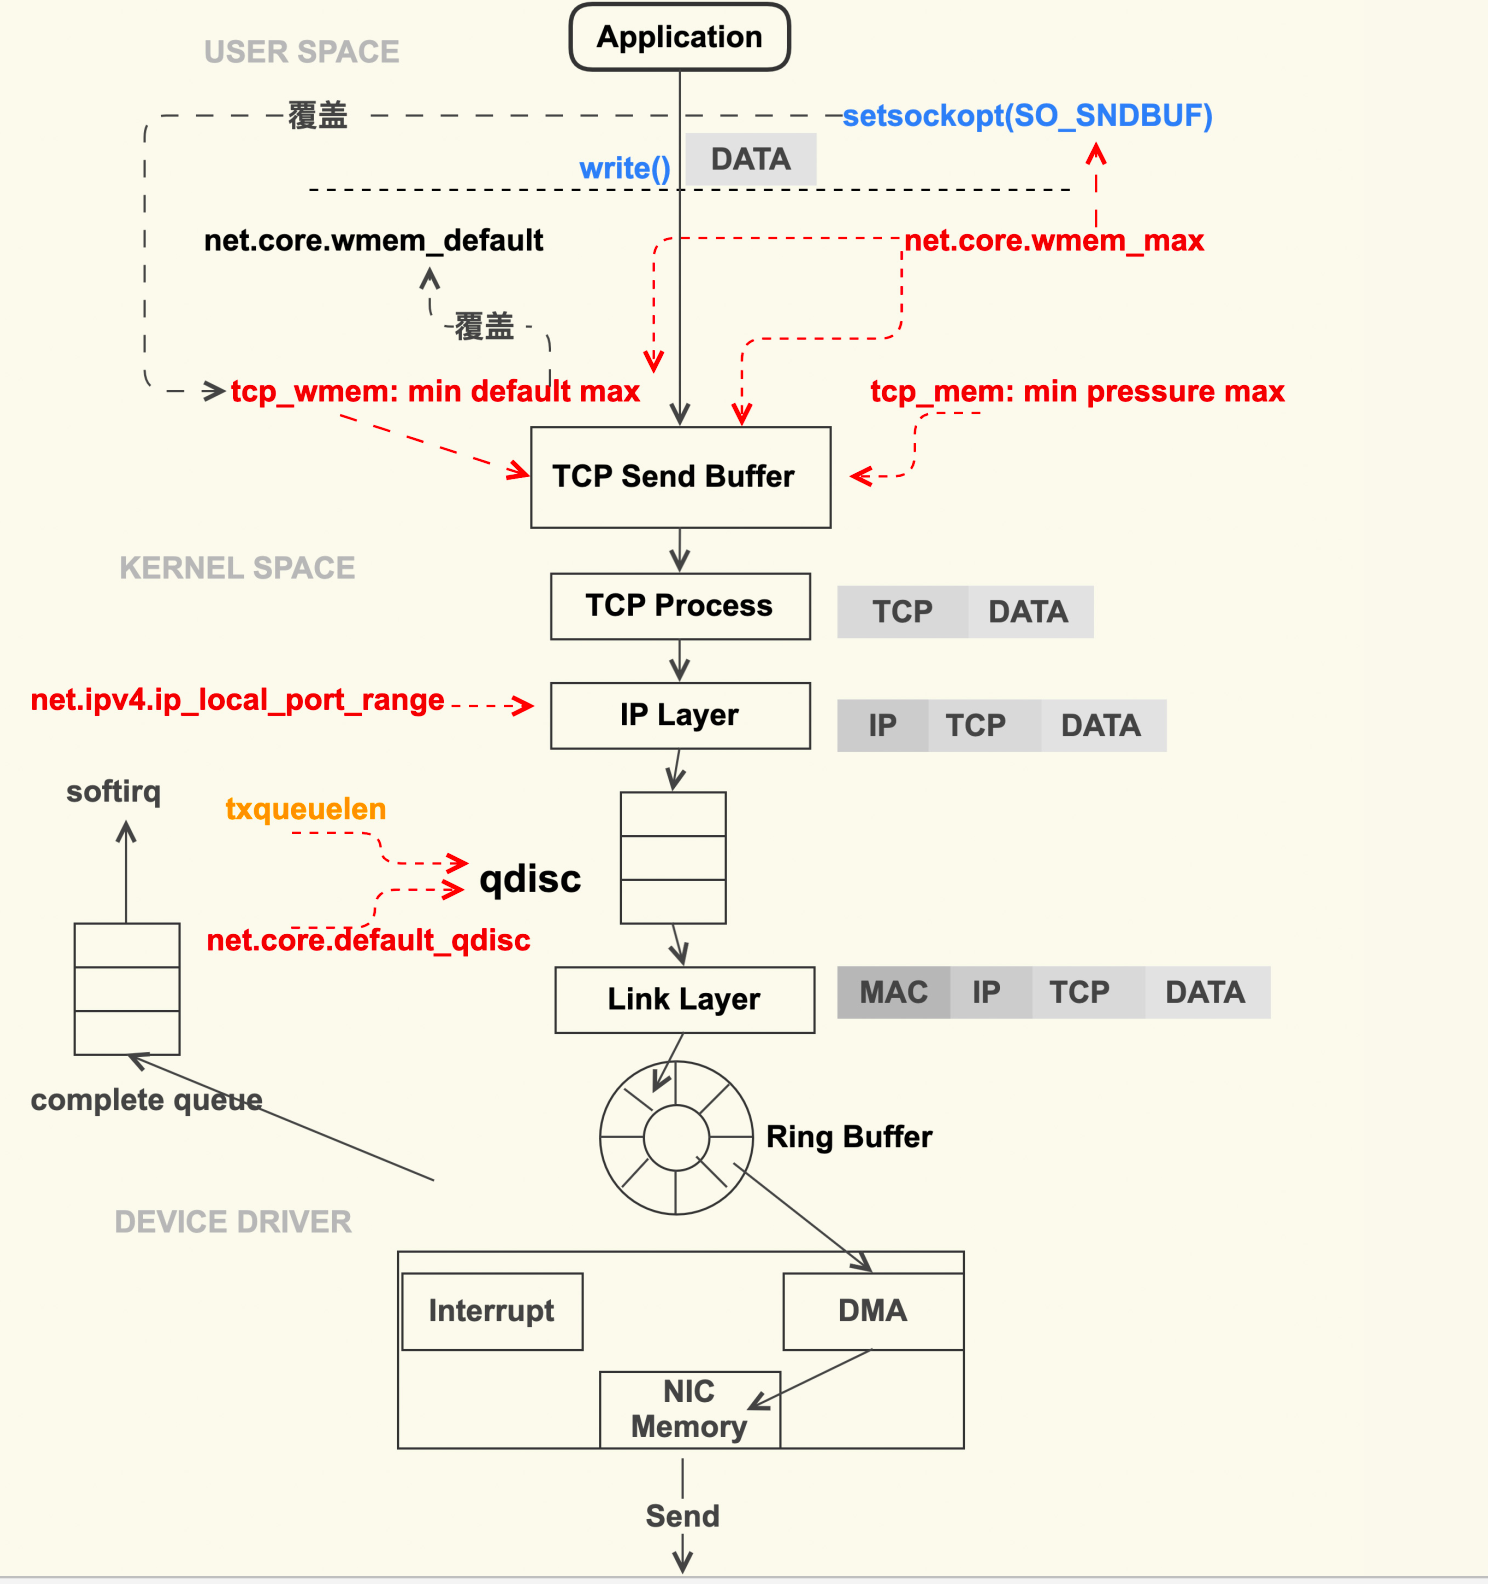 Application
USER SPACE
覆盖
setsockopt(SO_SNDBUF)
write()
DATA
net.core.wmem_default
net.core.wmem_max
覆盖
tcp_wmem: min default max
tcp_mem: min pressure max
TCP Send Buffer
KERNEL SPACE
TCP Process
TCP DATA
net.ipv4.ip_local_port_range
IP Layer
IP TCP DATA
softirq
txqueuelen
qdisc
net.core.default_qdisc
Link Layer
MAC IP TCP DATA
complete queue
Ring Buffer
DEVICE DRIVER
Interrupt
DMA
NIC
Memory
Send